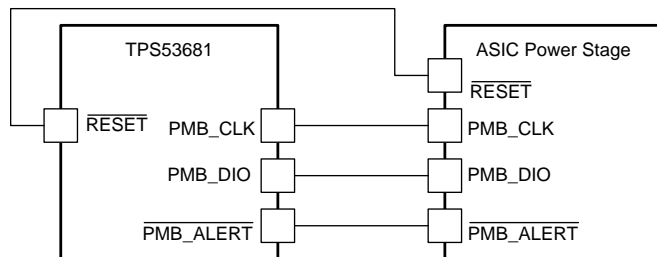 TPS53681
ASIC Power Stage
RESET
RESET
PMB_CLK
PMB_CLK
PMB_DIO
PMB_DIO
PMB_ALERT
PMB_ALERT